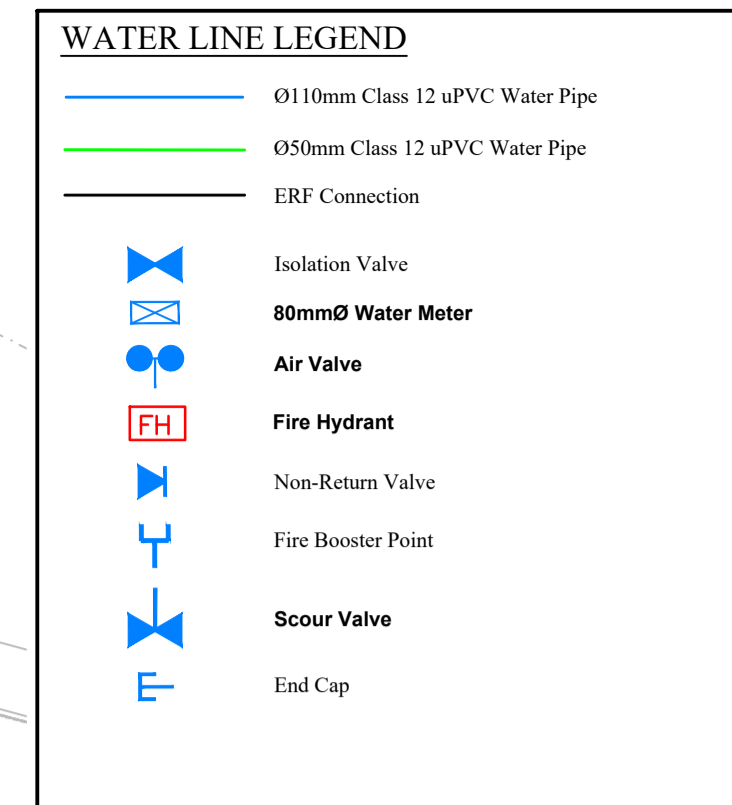 WATER LINE LEGEND
Ø110mm Class 12 uPVC Water Pipe
Ø50mm Class 12 uPVC Water Pipe
ERF Connection
Isolation Valve
80mmØ Water Meter
Air Valve
FH Fire Hydrant
Non-Return Valve
Fire Booster Point
Scour Valve
End Cap